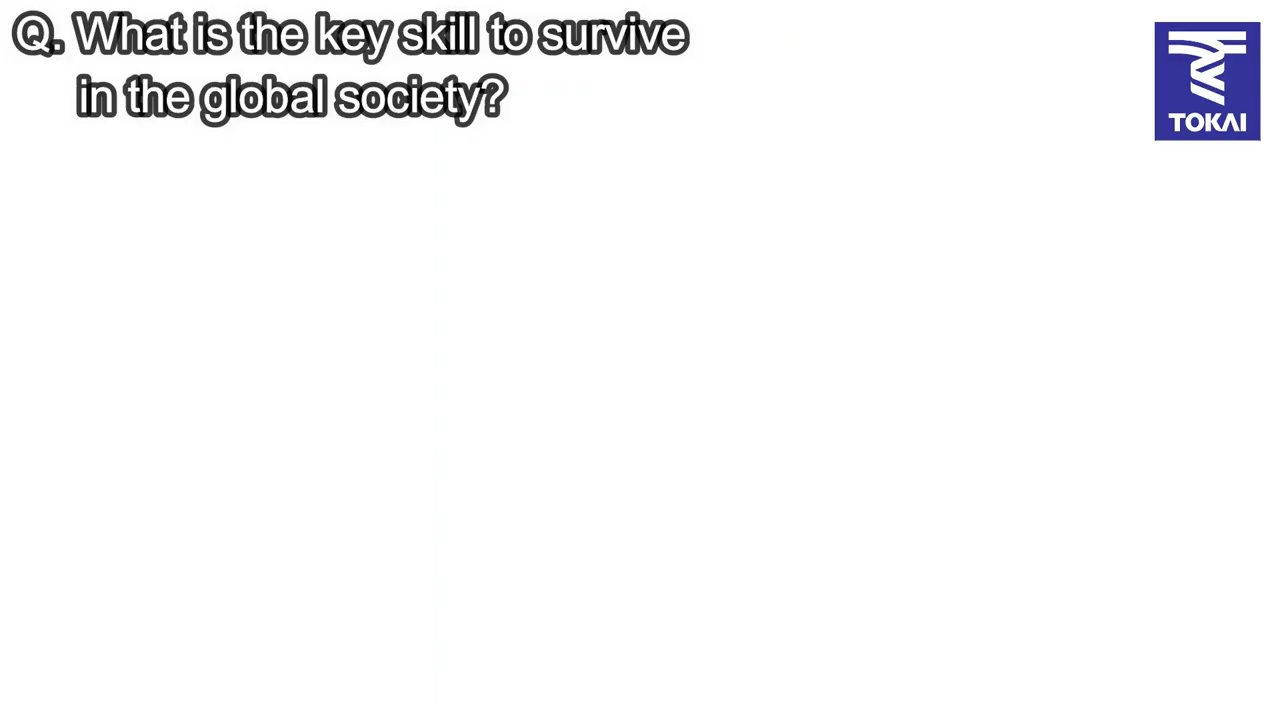 Q. What is the key skill to survive
in the global society?
TOKAI